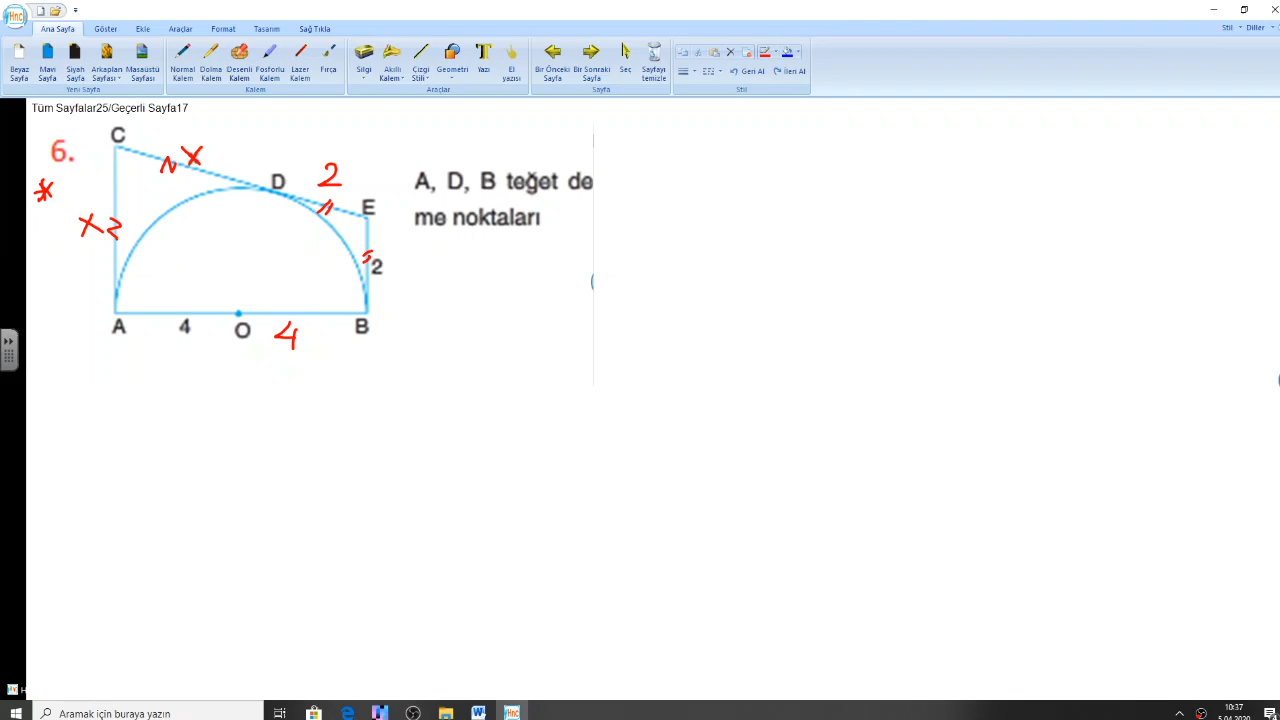 Stil Diller
Ana Sayfa Göster Ekle Araçlar Format Tasarım Sağ Tıkla
Beyaz Sayfa Mavi Sayfa Siyah Sayfa Arkaplan Sayfası Masaüstü Sayfası
Normal Kalem Dolma Kalem Desenli Kalem Fosforlu Kalem Lazer Kalem Fırça
Silgi Akıllı Kalem Çizgi Stili Geometri Yazı El yazısı
Bir Önceki Sayfa Bir Sonraki Sayfa Sec Sayfayı temizle
Geri Al İleri Al
Yeni Sayfa Kalem Araçlar Sayfa Stil
Tüm Sayfalar25/Geçerli Sayfa17
6.
C
X
D
2
E
A, D, B teğet de
me noktaları
X
2
A 4 O 4 B
Aramak için buraya yazın
10:37
5.04.2020